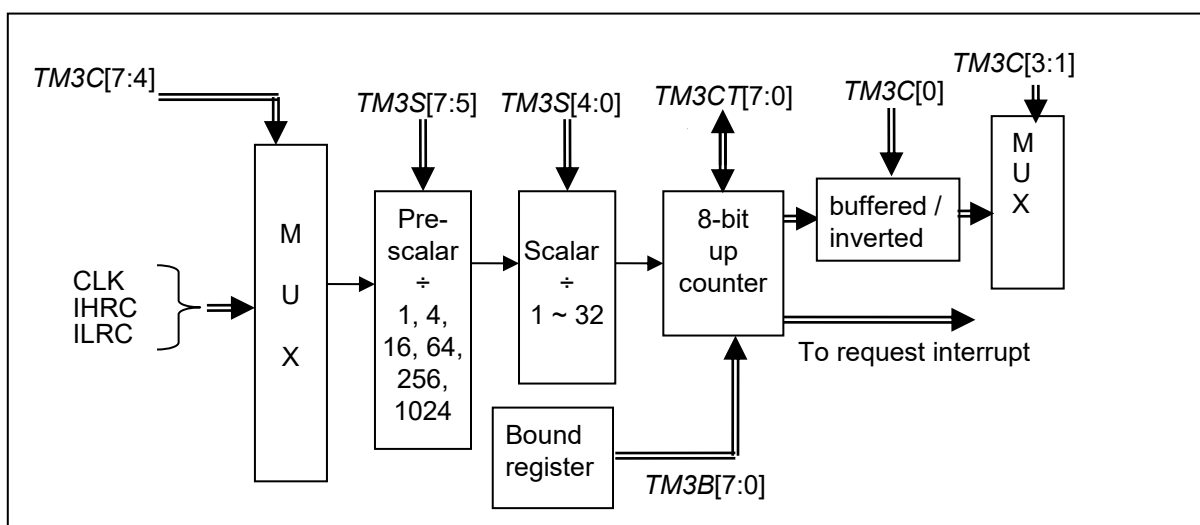 TM3C[7:4]
TM3S[7:5]
TM3S[4:0]
TM3CT[7:0]
TM3C[0]
TM3C[3:1]
CLK
IHRC
ILRC
M
U
X
Pre-
scalar
÷
1, 4,
16, 64,
256,
1024
Scalar
÷
1 ~ 32
8-bit
up
counter
buffered /
inverted
M
U
X
To request interrupt
Bound
register
TM3B[7:0]